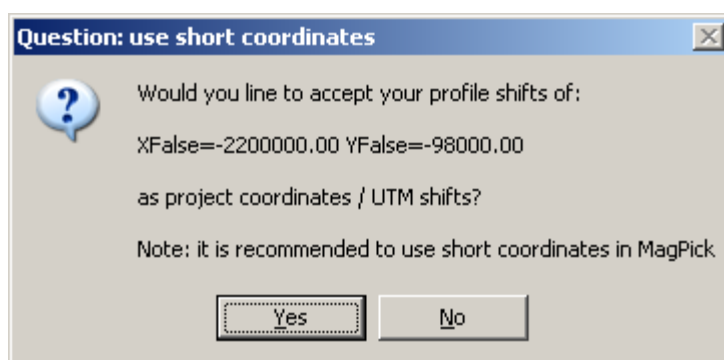 Question: use short coordinates
Would you line to accept your profile shifts of:
XFalse=-2200000.00 YFalse=-98000.00
as project coordinates / UTM shifts?
Note: it is recommended to use short coordinates in MagPick
Yes No